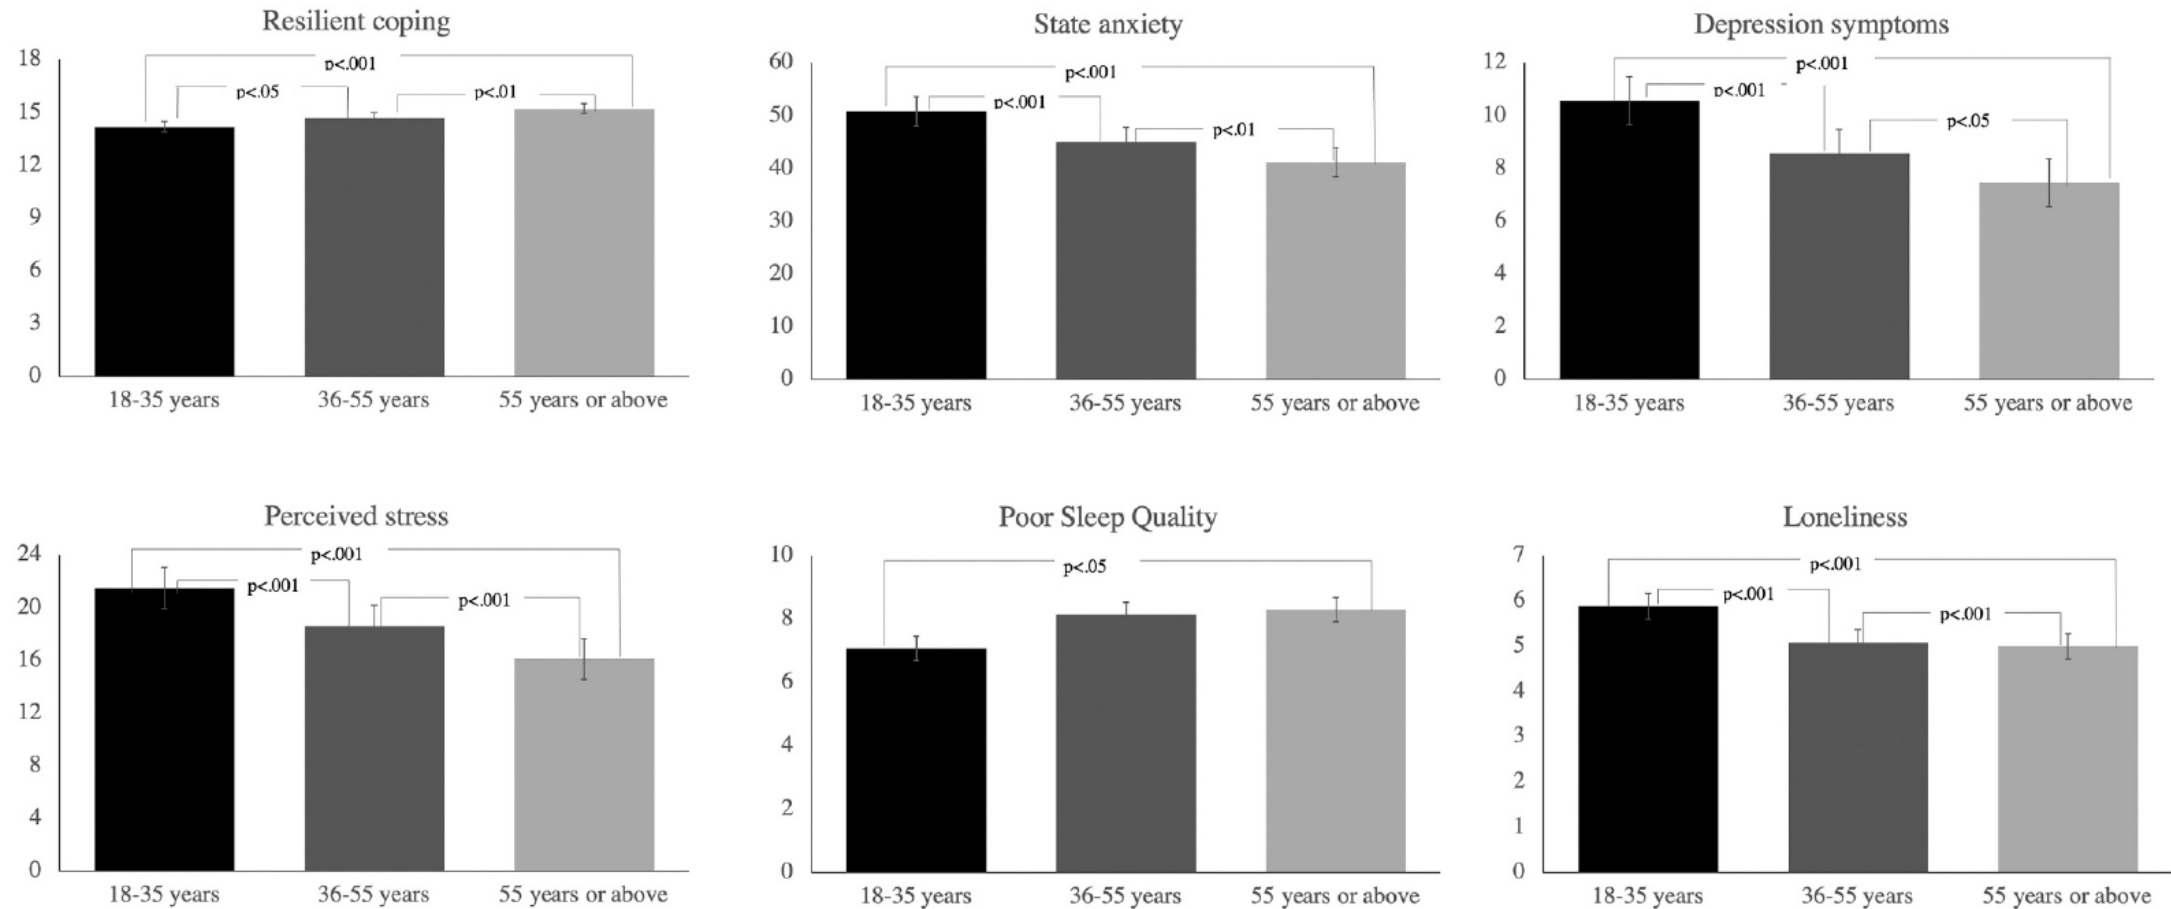 Resilient coping
18
15
12
9
6
3
0
p<.001
p<.05
p<.01
18-35 years
36-55 years
55 years or above
State anxiety
60
50
40
30
20
10
0
p<.001
p<.001
p<.01
18-35 years
36-55 years
55 years or above
Depression symptoms
12
10
8
6
4
2
0
p<.001
p<.001
p<.05
18-35 years
36-55 years
55 years or above
Perceived stress
24
20
16
12
8
4
0
p<.001
p<.001
p<.001
18-35 years
36-55 years
55 years or above
Poor Sleep Quality
10
8
6
4
2
0
p<.05
18-35 years
36-55 years
55 years or above
Loneliness
7
6
5
4
3
2
1
0
p<.001
p<.001
p<.001
18-35 years
36-55 years
55 years or above